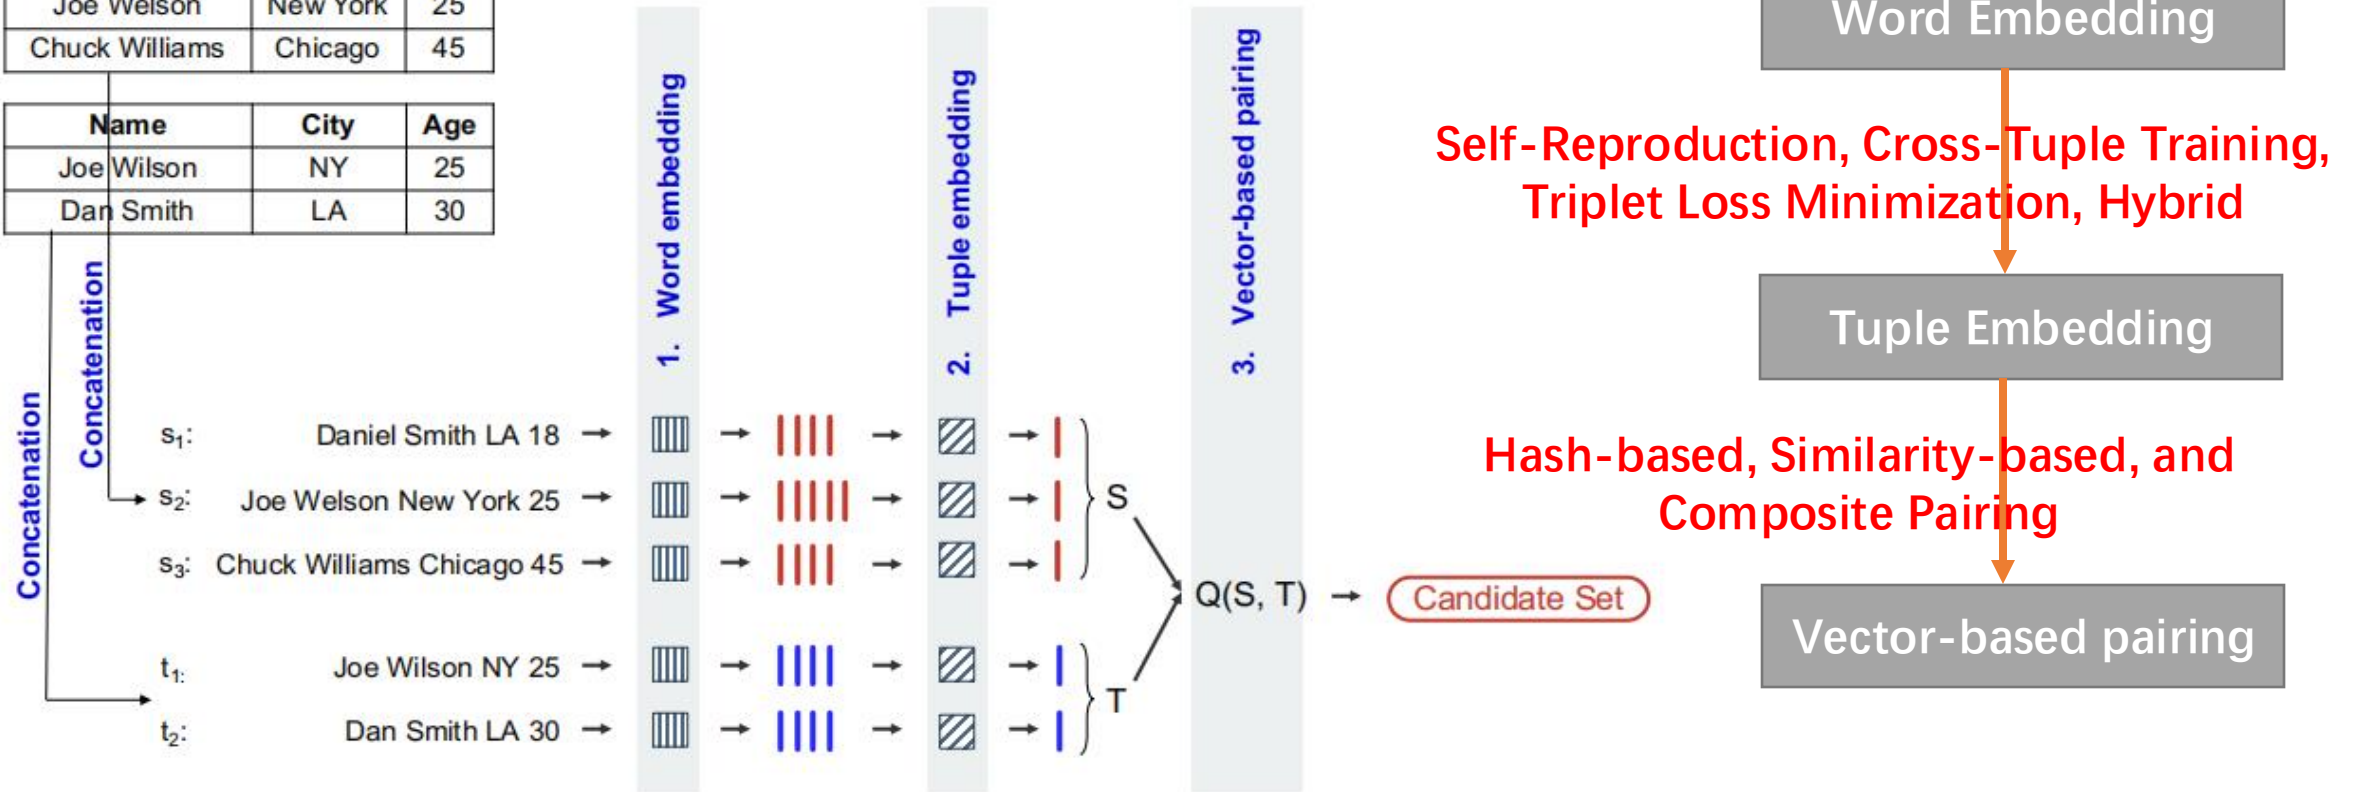 Joe Welson New York 25
Chuck Williams Chicago 45
Name City Age
Joe Wilson NY 25
Dan Smith LA 30
Concatenation
Concatenation
s1: Daniel Smith LA 18
s2: Joe Welson New York 25
s3: Chuck Williams Chicago 45
t1: Joe Wilson NY 25
t2: Dan Smith LA 30
1. Word embedding
2. Tuple embedding
3. Vector-based pairing
S
T
Q(S, T)
Candidate Set
Word Embedding
Self-Reproduction, Cross-Tuple Training,
Triplet Loss Minimization, Hybrid
Tuple Embedding
Hash-based, Similarity-based, and
Composite Pairing
Vector-based pairing